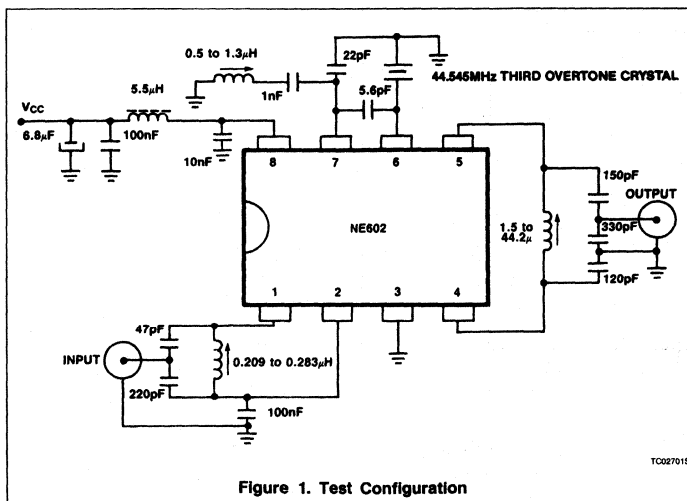 0.5 to 1.3μH
22pF
44.545MHz THIRD OVERTONE CRYSTAL
5.5μH
1nF
5.6pF
VCC
6.8μF
100nF
10nF
8
7
6
5
150pF
OUTPUT
NE602
1.5 to
44.2μ
330pF
120pF
1
2
3
4
47pF
INPUT
0.209 to 0.283μH
220pF
100nF
TC02701S
Figure 1. Test Configuration